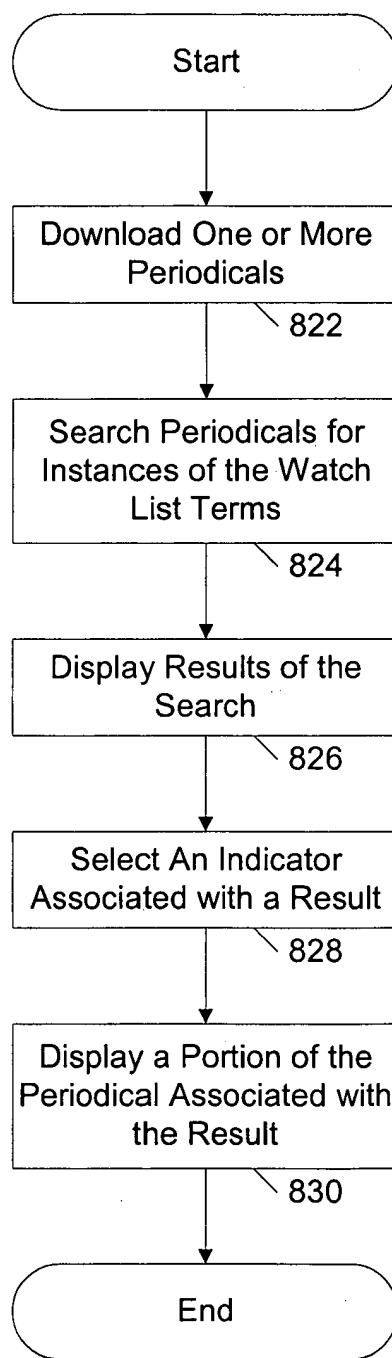 Start
Download One or More
Periodicals
822
Search Periodicals for
Instances of the Watch
List Terms
824
Display Results of the
Search
826
Select An Indicator
Associated with a Result
828
Display a Portion of the
Periodical Associated with
the Result
830
End